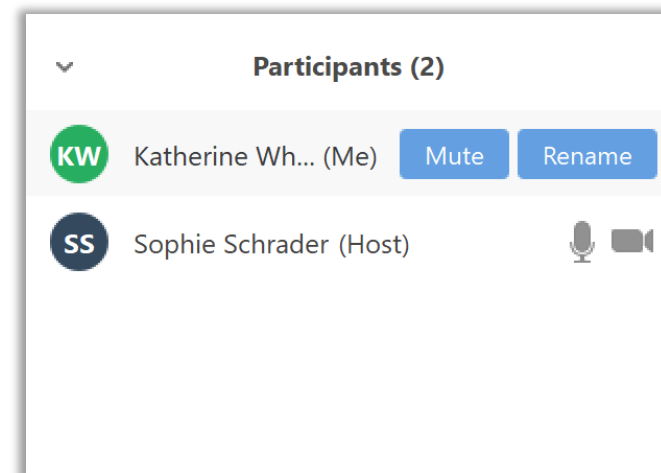 Participants (2)
KW Katherine Wh... (Me) Mute Rename
SS Sophie Schrader (Host)